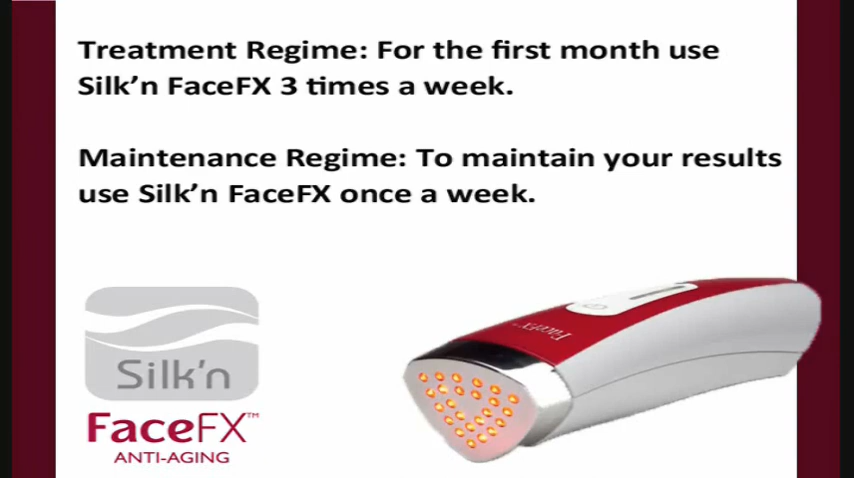 Treatment Regime: For the first month use
Silk’n FaceFX 3 times a week.
Maintenance Regime: To maintain your results
use Silk’n FaceFX once a week.
Silk’n
FaceFX™
ANTI-AGING
FaceFX™